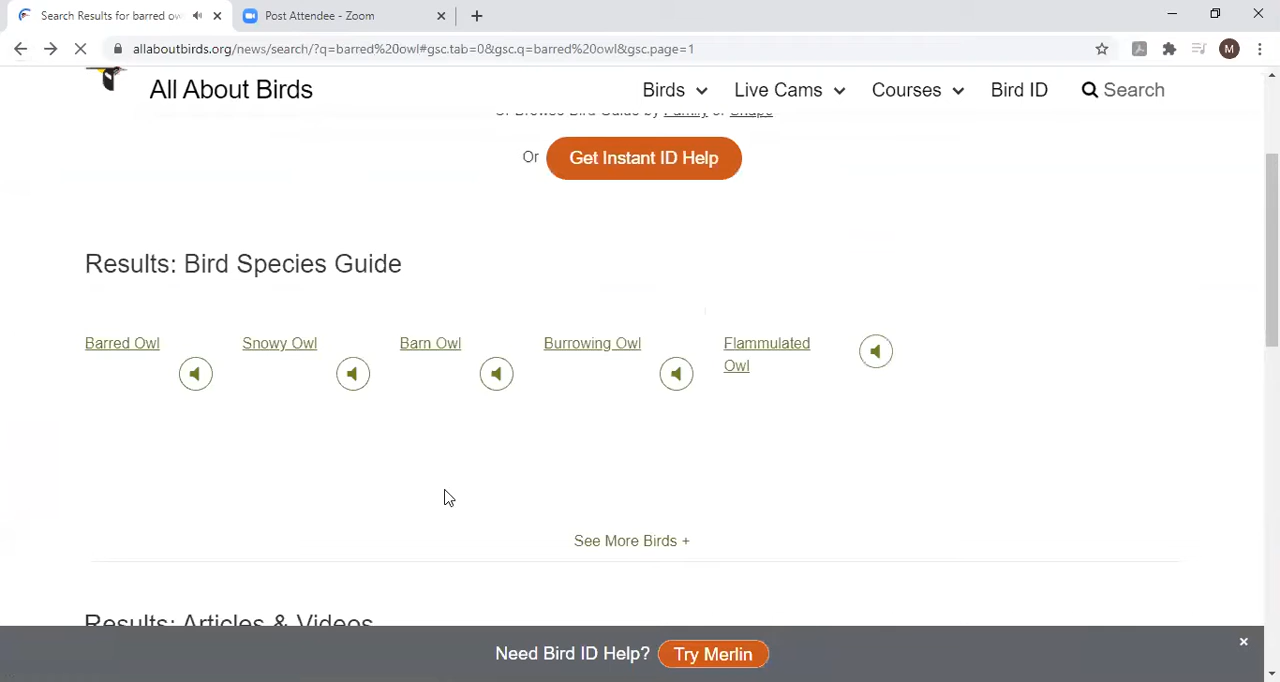 Search Results for barred ow
Post Attendee - Zoom
allaboutbirds.org/news/search/?q=barred%20owl#gsc.tab=0&gsc.q=barred%20owl&gsc.page=1
M
All About Birds
Birds
Live Cams
Courses
Bird ID
Search
Or Browse Bird Guide by Family or Shape
Or
Get Instant ID Help
Results: Bird Species Guide
Barred Owl
Snowy Owl
Barn Owl
Burrowing Owl
Flammulated
Owl
See More Birds +
Results: Articles & Videos
Need Bird ID Help?
Try Merlin